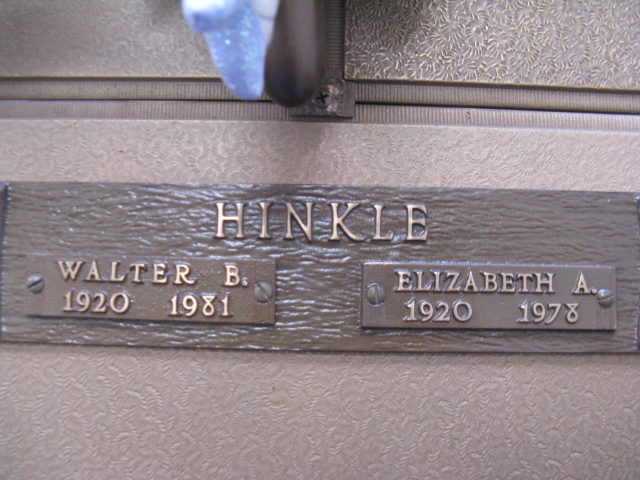 HINKLE
WALTER B.
1920 1981
ELIZABETH A.
1920 1978